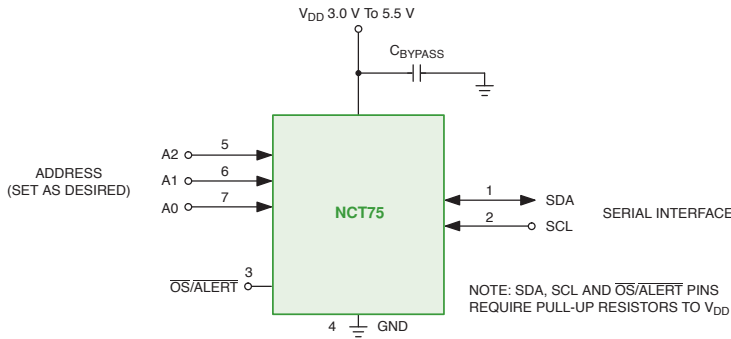 VDD 3.0 V To 5.5 V
CBYPASS
A2 5
A1 6
A0 7
ADDRESS
(SET AS DESIRED)
NCT75
1 SDA
2 SCL
SERIAL INTERFACE
OS/ALERT 3
4 GND
NOTE: SDA, SCL AND OS/ALERT PINS
REQUIRE PULL-UP RESISTORS TO VDD